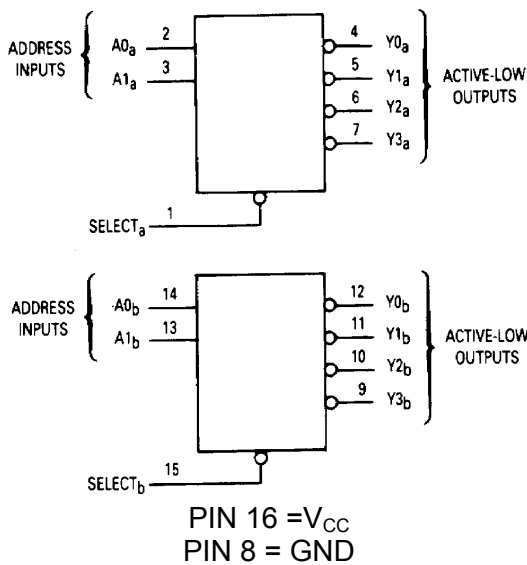 ADDRESS
INPUTS
A0a 2
A1a 3
4 Y0a
5 Y1a
6 Y2a
7 Y3a
ACTIVE-LOW
OUTPUTS
SELECTa 1
ADDRESS
INPUTS
A0b 14
A1b 13
12 Y0b
11 Y1b
10 Y2b
9 Y3b
ACTIVE-LOW
OUTPUTS
SELECTb 15
PIN 16 =VCC
PIN 8 = GND